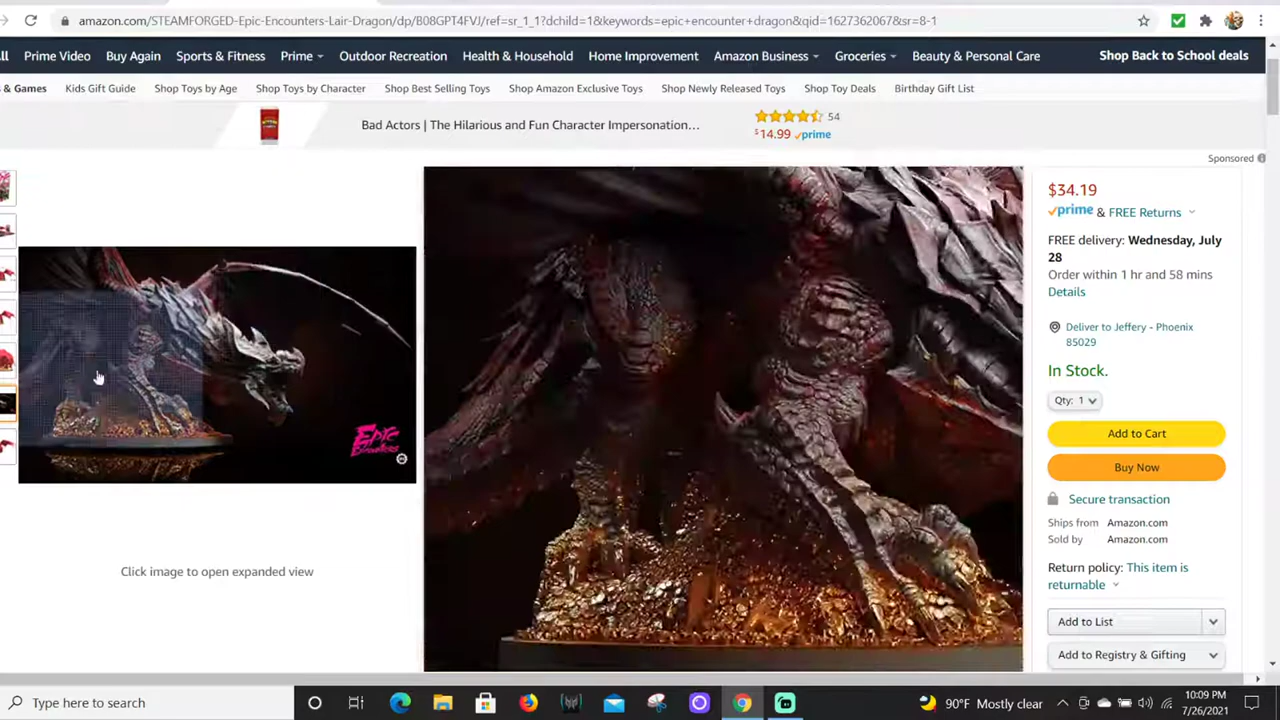 amazon.com/STEAMFORGED-Epic-Encounters-Lair-Dragon/dp/B08GPT4FVJ/ref=sr_1_1?dchild=1&keywords=epic+encounter+dragon&qid=1627362067&sr=8-1
ll Prime Video Buy Again Sports & Fitness Prime Outdoor Recreation Health & Household Home Improvement Amazon Business Groceries Beauty & Personal Care Shop Back to School deals
& Games Kids Gift Guide Shop Toys by Age Shop Toys by Character Shop Best Selling Toys Shop Amazon Exclusive Toys Shop Newly Released Toys Shop Toy Deals Birthday Gift List
Bad Actors | The Hilarious and Fun Character Impersonation... 54
$14.99 prime
Sponsored
Epic
Encounters
Click image to open expanded view
$34.19
prime & FREE Returns
FREE delivery: Wednesday, July
28
Order within 1 hr and 58 mins
Details
Deliver to Jeffery - Phoenix
85029
In Stock.
Qty: 1
Add to Cart
Buy Now
Secure transaction
Ships from Amazon.com
Sold by Amazon.com
Return policy: This item is
returnable
Add to List
Add to Registry & Gifting
Type here to search
90°F Mostly clear
10:09 PM
7/26/2021